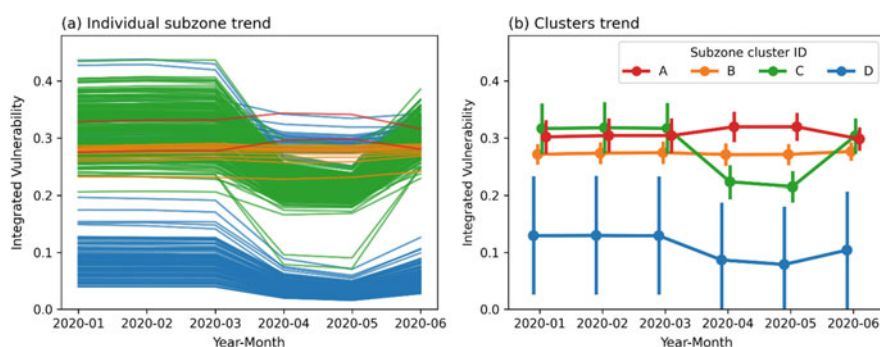 (a) Individual subzone trend
Integrated Vulnerability
0.4
0.3
0.2
0.1
0.0
2020-01 2020-02 2020-03 2020-04 2020-05 2020-06
Year-Month
(b) Clusters trend
Subzone cluster ID
A B C D
Integrated Vulnerability
0.4
0.3
0.2
0.1
0.0
2020-01 2020-02 2020-03 2020-04 2020-05 2020-06
Year-Month